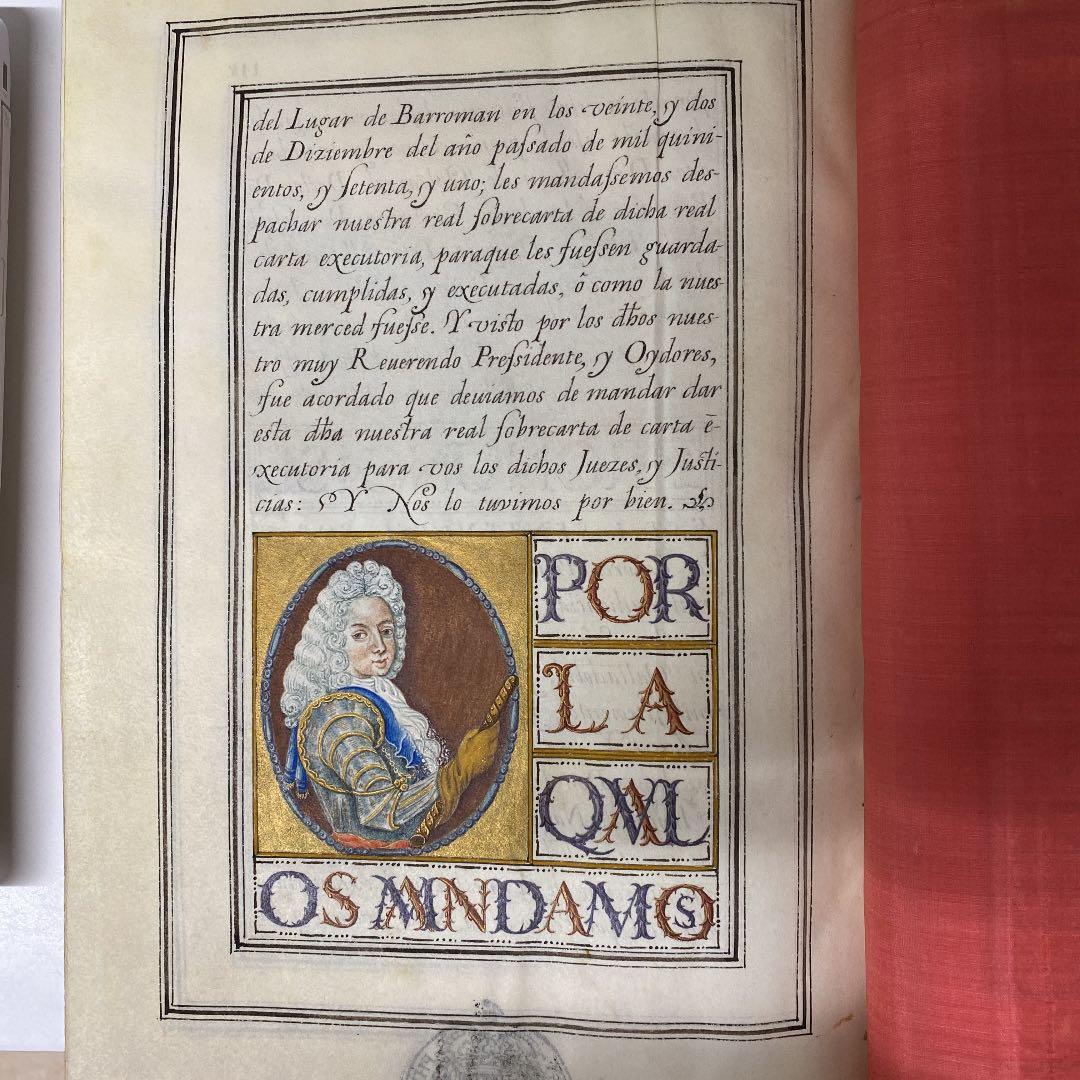 del Lugar de Barroman en los veinte, y dos
de Diziembre del año paſsado de mil quini-
entos, y ſetenta, y uno; les mandaſsemos des-
pachar nuestra real ſobrecarta de dicha real
carta executoria, paraque les fueſsen guarda-
das, cumplidas, y executadas, ô como la nues-
tra merced fueſse. Y visto por los dhos nues-
tro muy Reuerendo Preſsidente, y Oydores,
fue acordado que deuiamos de mandar dar
esta dha nuestra real ſobrecarta de carta ē-
xecutoria para vos los dichos Juezes, y Justi-
cias: Y Nos lo tuvimos por bien.
POR
LA
QUAL
OS MANDAMOS